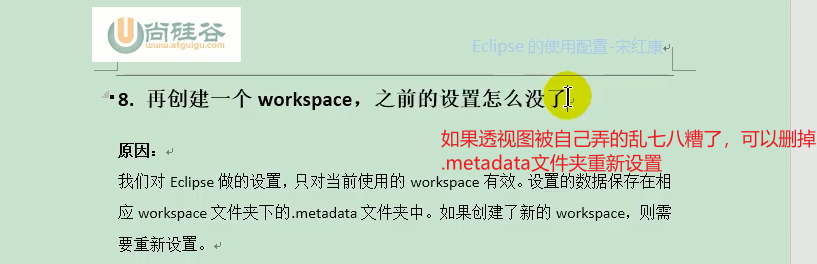 尚硅谷
www.atguigu.com
Eclipse 的使用配置-宋红康
8. 再创建一个 workspace，之前的设置怎么没了
如果透视图被自己弄的乱七八糟了，可以删掉
.metadata文件夹重新设置
原因：
我们对 Eclipse 做的设置，只对当前使用的 workspace 有效。设置的数据保存在相
应 workspace 文件夹下的.metadata 文件夹中。如果创建了新的 workspace，则需
要重新设置。